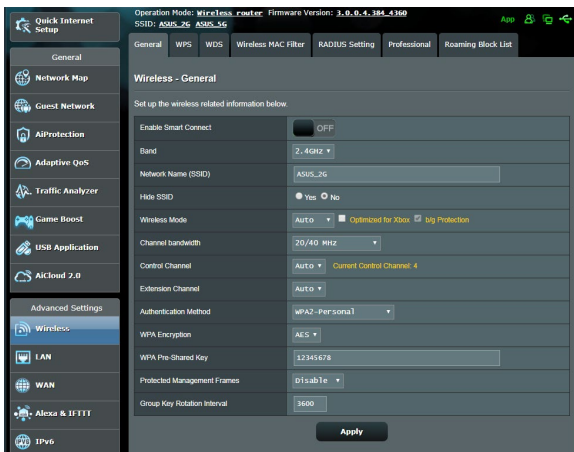 Quick Internet Setup
Operation Mode: Wireless router Firmware Version: 3.0.0.4.384_4360
SSID: ASUS_2G ASUS_5G
App
General WPS WDS Wireless MAC Filter RADIUS Setting Professional Roaming Block List
General
Network Map
Guest Network
AiProtection
Adaptive QoS
Traffic Analyzer
Game Boost
USB Application
AiCloud 2.0
Advanced Settings
Wireless
LAN
WAN
Alexa & IFTTT
IPv6
Wireless - General
Set up the wireless related information below.
Enable Smart Connect OFF
Band 2.4GHz
Network Name (SSID) ASUS_2G
Hide SSID Yes No
Wireless Mode Auto Optimized for Xbox b/g Protection
Channel bandwidth 20/40 MHz
Control Channel Auto Current Control Channel: 4
Extension Channel Auto
Authentication Method WPA2-Personal
WPA Encryption AES
WPA Pre-Shared Key 12345678
Protected Management Frames Disable
Group Key Rotation Interval 3600
Apply